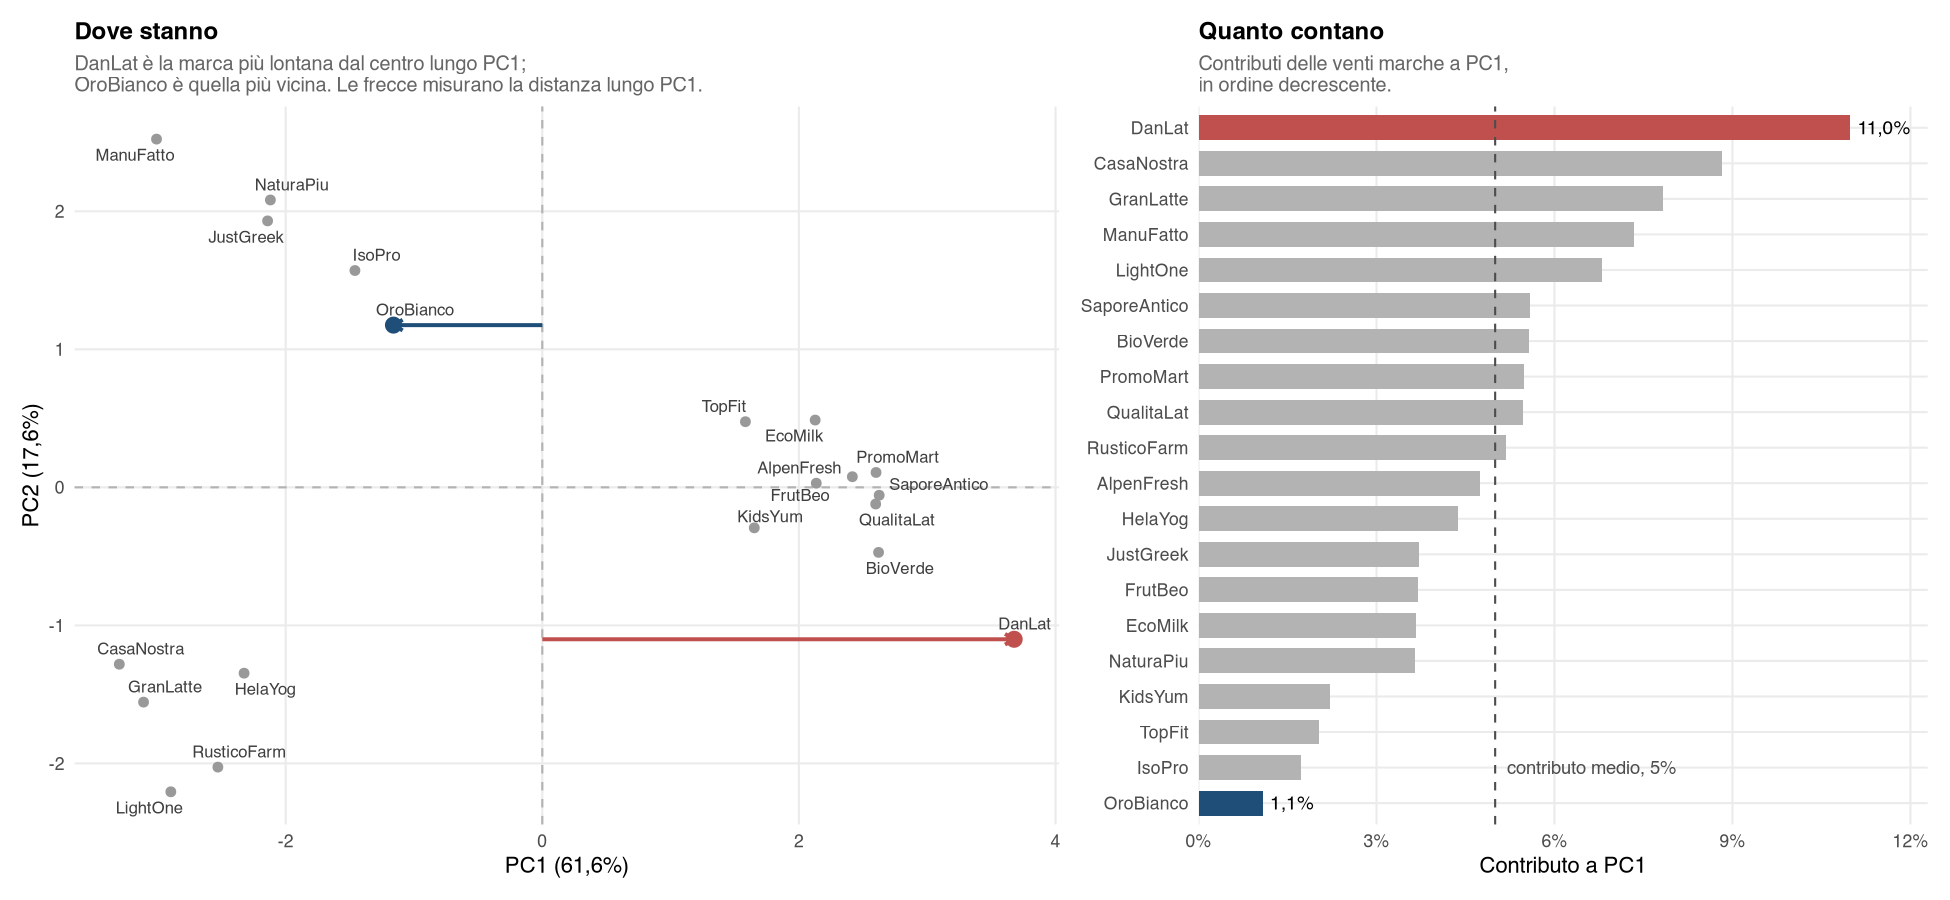 Dove stanno
DanLat è la marca più lontana dal centro lungo PC1;
OroBianco è quella più vicina. Le frecce misurano la distanza lungo PC1.
ManuFatto
NaturaPiu
JustGreek
IsoPro
OroBianco
TopFit
EcoMilk
PromoMart
AlpenFresh
SaporeAntico
FrutBeo
KidsYum
QualitaLat
BioVerde
DanLat
CasaNostra
GranLatte
HelaYog
RusticoFarm
LightOne
2
1
0
-1
-2
PC2 (17,6%)
-2
0
2
4
PC1 (61,6%)
Quanto contano
Contributi delle venti marche a PC1,
in ordine decrescente.
DanLat
11,0%
CasaNostra
GranLatte
ManuFatto
LightOne
SaporeAntico
BioVerde
PromoMart
QualitaLat
RusticoFarm
AlpenFresh
HelaYog
JustGreek
FrutBeo
EcoMilk
NaturaPiu
KidsYum
TopFit
IsoPro
contributo medio, 5%
OroBianco
1,1%
0%
3%
6%
9%
12%
Contributo a PC1